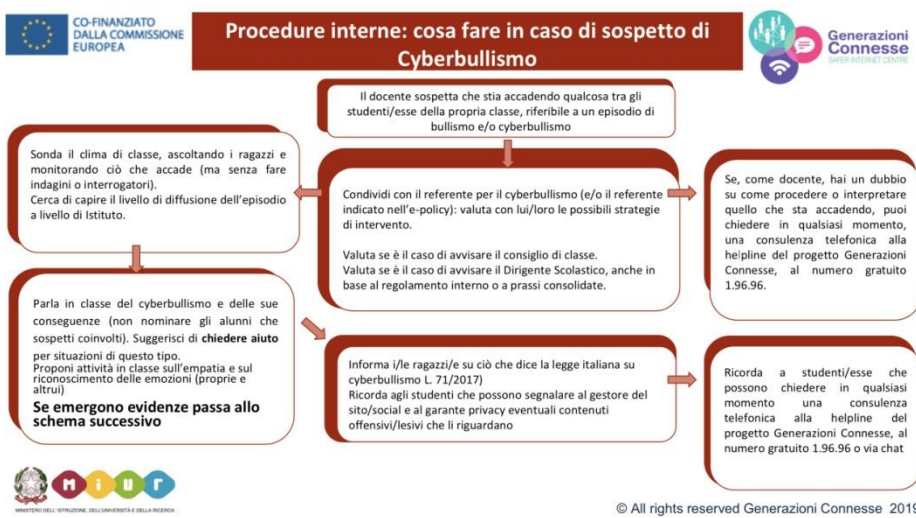 CO-FINANZIATO
DALLA COMMISSIONE
EUROPEA
Procedure interne: cosa fare in caso di sospetto di
Cyberbullismo
Generazioni
Connesse
SAFER INTERNET CENTRE
Il docente sospetta che stia accadendo qualcosa tra gli
studenti/esse della propria classe, riferibile a un episodio di
bullismo e/o cyberbullismo
Sonda il clima di classe, ascoltando i ragazzi e
monitorando ciò che accade (ma senza fare
indagini o interrogatori).
Cerca di capire il livello di diffusione dell'episodio
a livello di Istituto.
Condividi con il referente per il cyberbullismo (e/o il referente
indicato nell'e-policy): valuta con lui/loro le possibili strategie
di intervento.
Valuta se è il caso di avvisare il consiglio di classe.
Valuta se è il caso di avvisare il Dirigente Scolastico, anche in
base al regolamento interno o a prassi consolidate.
Se, come docente, hai un dubbio
su come procedere o interpretare
quello che sta accadendo, puoi
chiedere in qualsiasi momento,
una consulenza telefonica alla
helpline del progetto Generazioni
Connesse, al numero gratuito
1.96.96.
Parla in classe del cyberbullismo e delle sue
conseguenze (non nominare gli alunni che
sospetti coinvolti). Suggerisci di chiedere aiuto
per situazioni di questo tipo.
Proponi attività in classe sull'empatia e sul
riconoscimento delle emozioni (proprie e
altrui)
Se emergono evidenze passa allo
schema successivo
Informa i/le ragazzi/e su ciò che dice la legge italiana su
cyberbullismo L. 71/2017)
Ricorda agli studenti che possono segnalare al gestore del
sito/social e al garante privacy eventuali contenuti
offensivi/lesivi che li riguardano
Ricorda a studenti/esse che
possono chiedere in qualsiasi
momento una consulenza
telefonica alla helpline del
progetto Generazioni Connesse, al
numero gratuito 1.96.96 o via chat
MIUR
MINISTERO DELL'ISTRUZIONE, DELL'UNIVERSITÀ E DELLA RICERCA
© All rights reserved Generazioni Connesse 2019